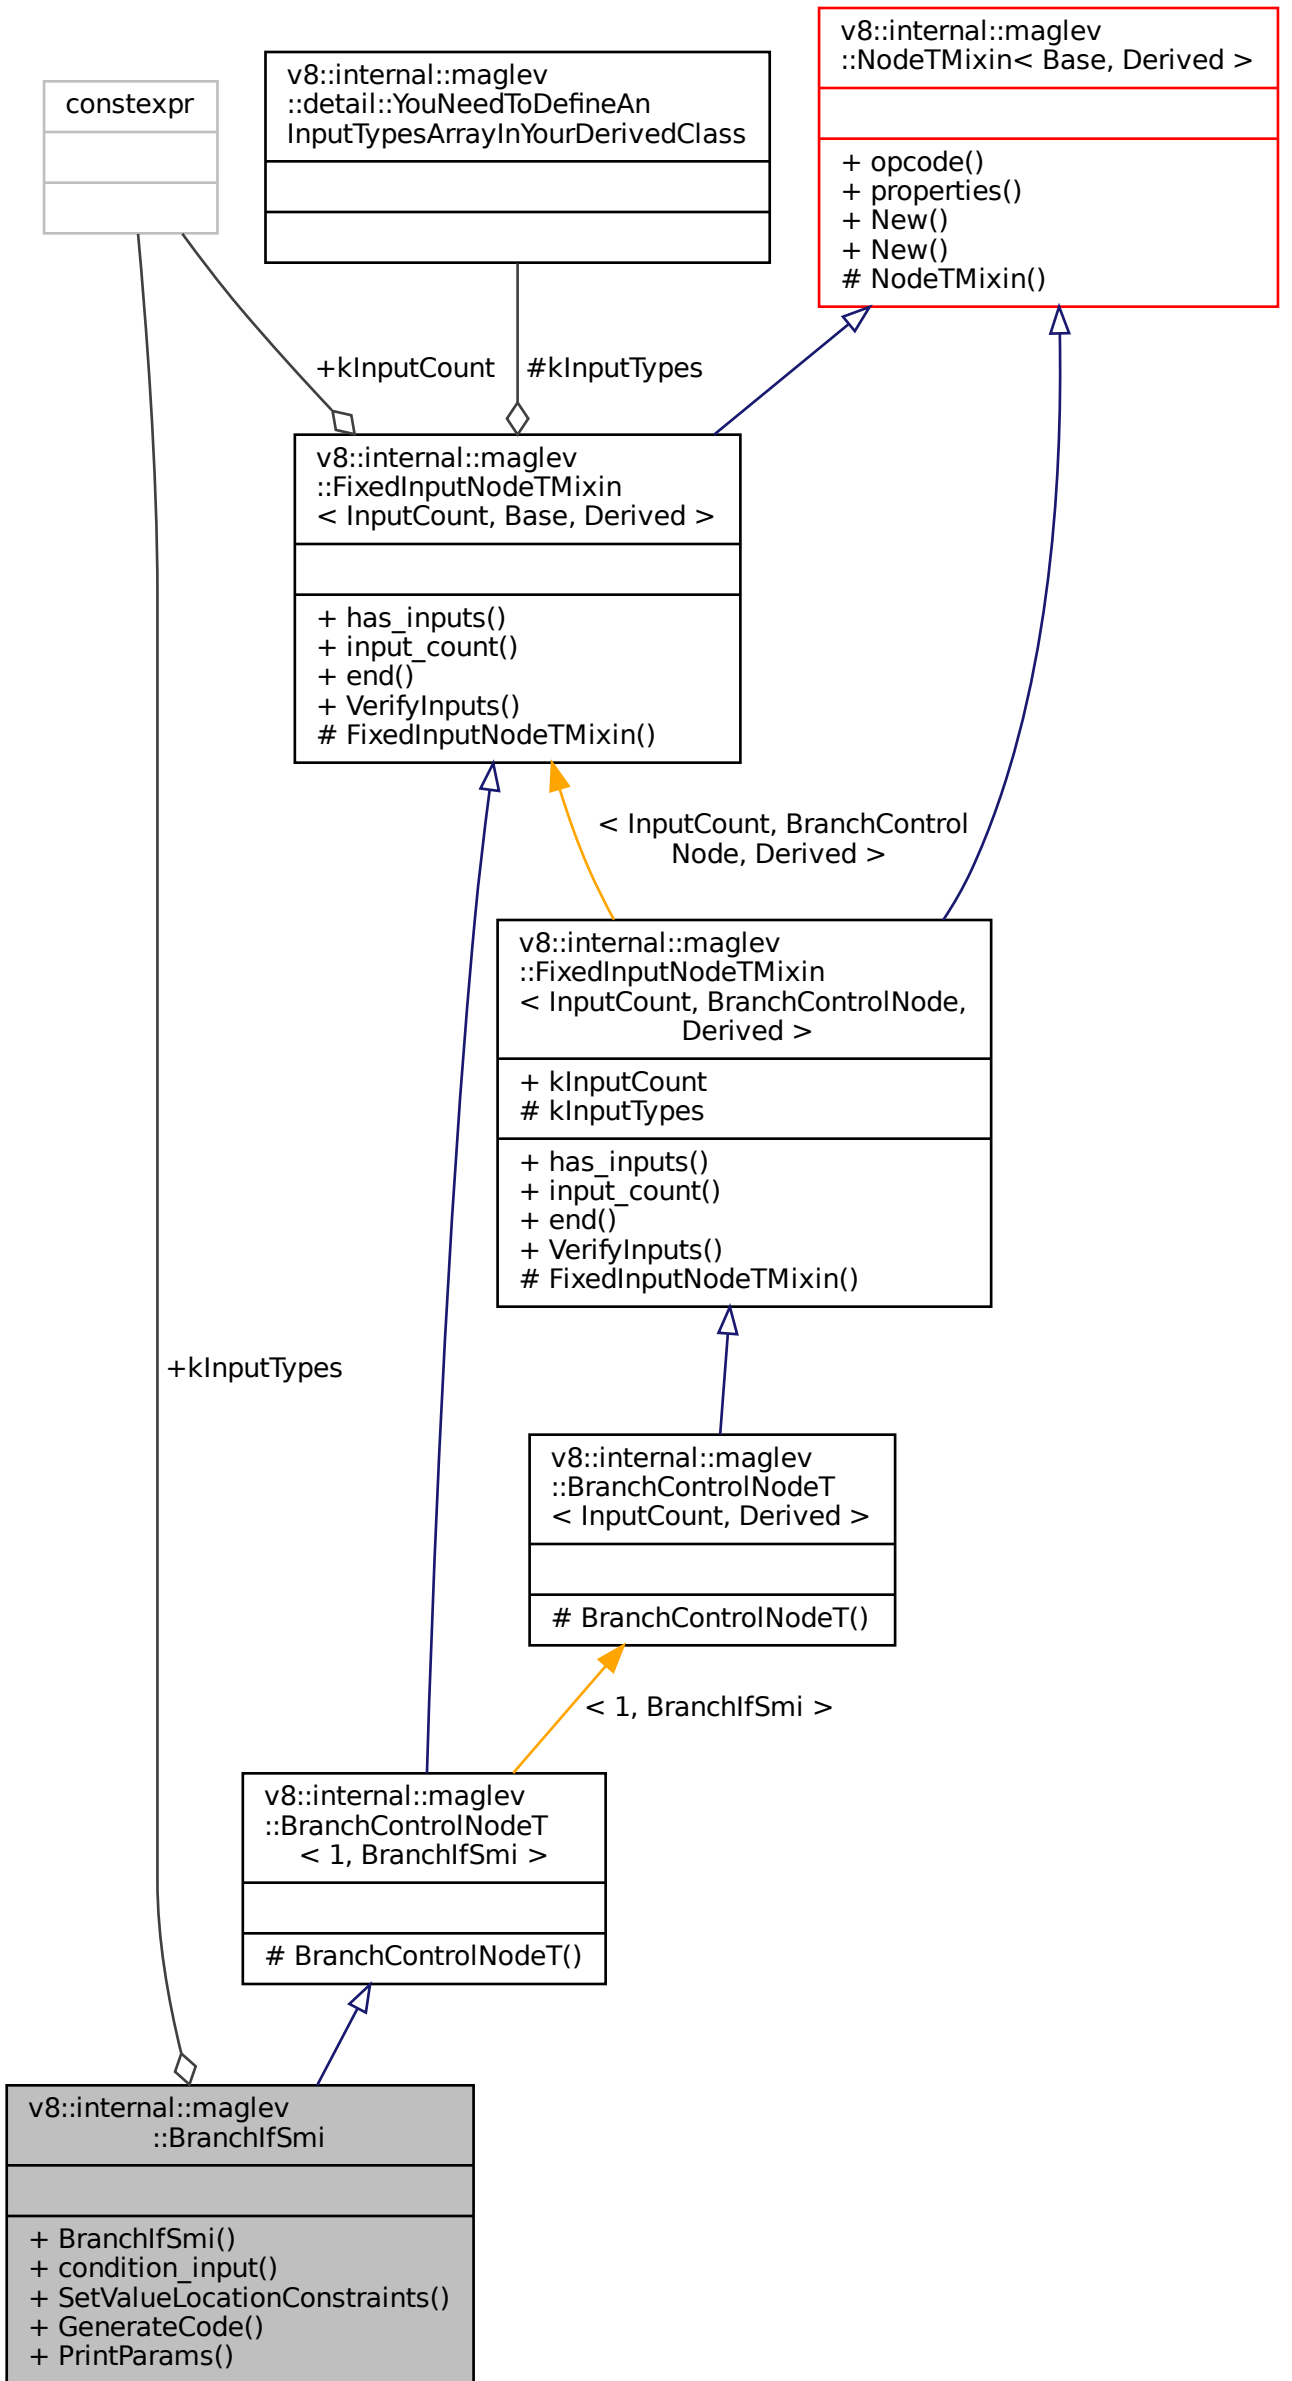 v8::internal::maglev
::NodeTMixin< Base, Derived >
+ opcode()
+ properties()
+ New()
+ New()
# NodeTMixin()
v8::internal::maglev
::detail::YouNeedToDefineAn
InputTypesArrayInYourDerivedClass
constexpr
+kInputCount
#kInputTypes
v8::internal::maglev
::FixedInputNodeTMixin
< InputCount, Base, Derived >
+ has_inputs()
+ input_count()
+ end()
+ VerifyInputs()
# FixedInputNodeTMixin()
< InputCount, BranchControl
Node, Derived >
v8::internal::maglev
::FixedInputNodeTMixin
< InputCount, BranchControlNode,
Derived >
+ kInputCount
# kInputTypes
+ has_inputs()
+ input_count()
+ end()
+ VerifyInputs()
# FixedInputNodeTMixin()
+kInputTypes
v8::internal::maglev
::BranchControlNodeT
< InputCount, Derived >
# BranchControlNodeT()
< 1, BranchIfSmi >
v8::internal::maglev
::BranchControlNodeT
< 1, BranchIfSmi >
# BranchControlNodeT()
v8::internal::maglev
::BranchIfSmi
+ BranchIfSmi()
+ condition_input()
+ SetValueLocationConstraints()
+ GenerateCode()
+ PrintParams()